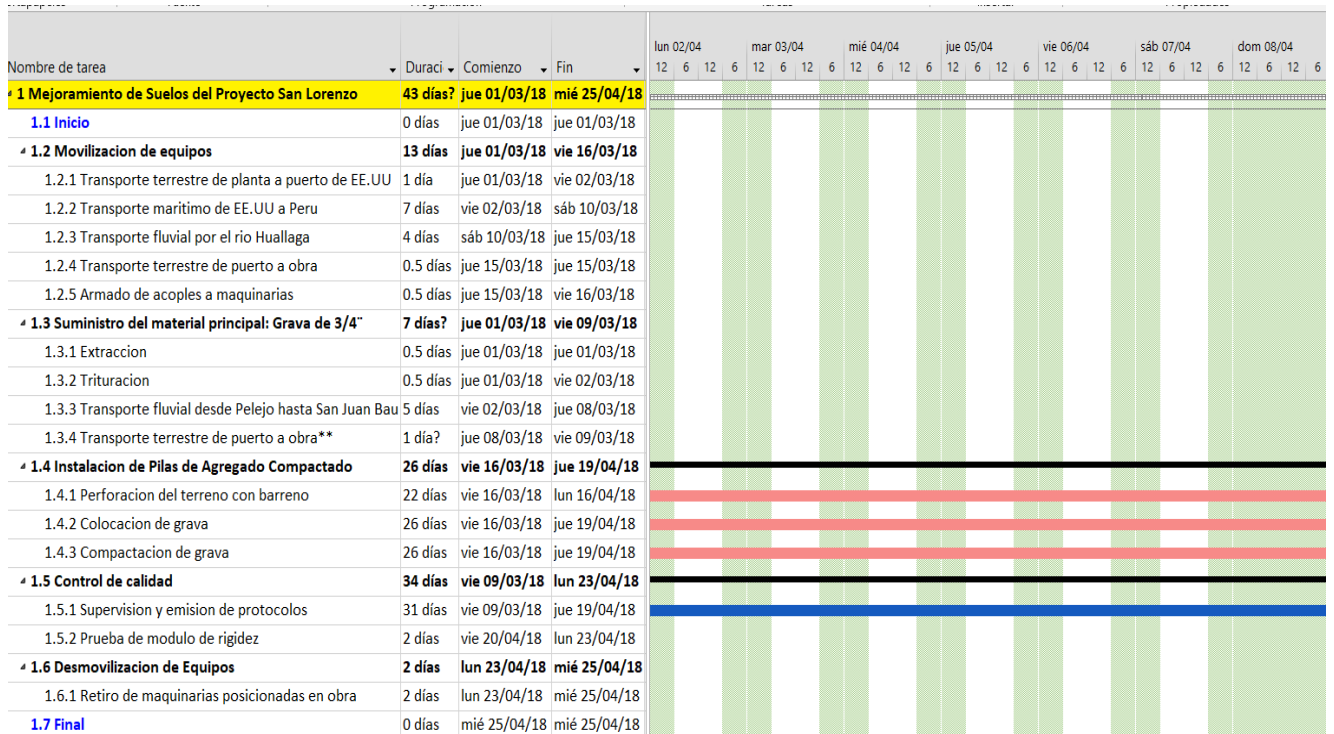 lun 02/04 mar 03/04 mié 04/04 jue 05/04 vie 06/04 sáb 07/04 dom 08/04
Nombre de tarea Duraci Comienzo Fin 12 6 12 6 12 6 12 6 12 6 12 6 12 6 12 6 12 6 12 6 12 6 12 6 12 6 12 6
1 Mejoramiento de Suelos del Proyecto San Lorenzo 43 días? jue 01/03/18 mié 25/04/18
1.1 Inicio 0 días jue 01/03/18 jue 01/03/18
1.2 Movilizacion de equipos 13 días jue 01/03/18 vie 16/03/18
1.2.1 Transporte terrestre de planta a puerto de EE.UU 1 día jue 01/03/18 vie 02/03/18
1.2.2 Transporte maritimo de EE.UU a Peru 7 días vie 02/03/18 sáb 10/03/18
1.2.3 Transporte fluvial por el rio Huallaga 4 días sáb 10/03/18 jue 15/03/18
1.2.4 Transporte terrestre de puerto a obra 0.5 días jue 15/03/18 jue 15/03/18
1.2.5 Armado de acoples a maquinarias 0.5 días jue 15/03/18 vie 16/03/18
1.3 Suministro del material principal: Grava de 3/4¨ 7 días? jue 01/03/18 vie 09/03/18
1.3.1 Extraccion 0.5 días jue 01/03/18 jue 01/03/18
1.3.2 Trituracion 0.5 días jue 01/03/18 vie 02/03/18
1.3.3 Transporte fluvial desde Pelejo hasta San Juan Bau 5 días vie 02/03/18 jue 08/03/18
1.3.4 Transporte terrestre de puerto a obra** 1 día? jue 08/03/18 vie 09/03/18
1.4 Instalacion de Pilas de Agregado Compactado 26 días vie 16/03/18 jue 19/04/18
1.4.1 Perforacion del terreno con barreno 22 días vie 16/03/18 lun 16/04/18
1.4.2 Colocacion de grava 26 días vie 16/03/18 jue 19/04/18
1.4.3 Compactacion de grava 26 días vie 16/03/18 jue 19/04/18
1.5 Control de calidad 34 días vie 09/03/18 lun 23/04/18
1.5.1 Supervision y emision de protocolos 31 días vie 09/03/18 jue 19/04/18
1.5.2 Prueba de modulo de rigidez 2 días vie 20/04/18 lun 23/04/18
1.6 Desmovilizacion de Equipos 2 días lun 23/04/18 mié 25/04/18
1.6.1 Retiro de maquinarias posicionadas en obra 2 días lun 23/04/18 mié 25/04/18
1.7 Final 0 días mié 25/04/18 mié 25/04/18